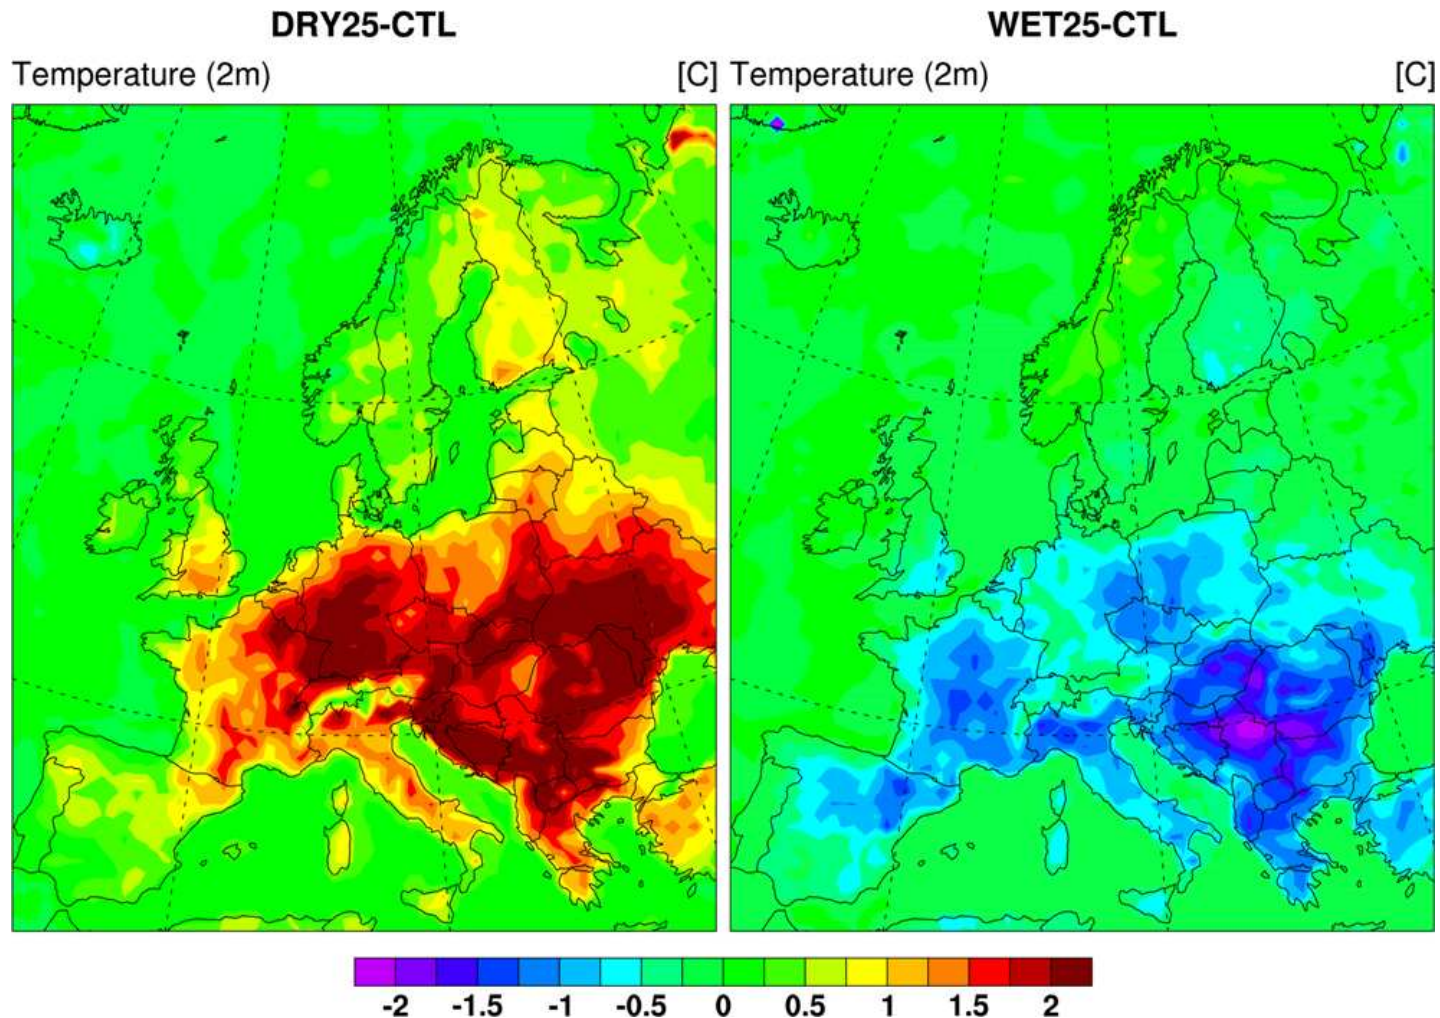 DRY25-CTL
WET25-CTL
Temperature (2m) [C]
Temperature (2m) [C]
-2 -1.5 -1 -0.5 0 0.5 1 1.5 2